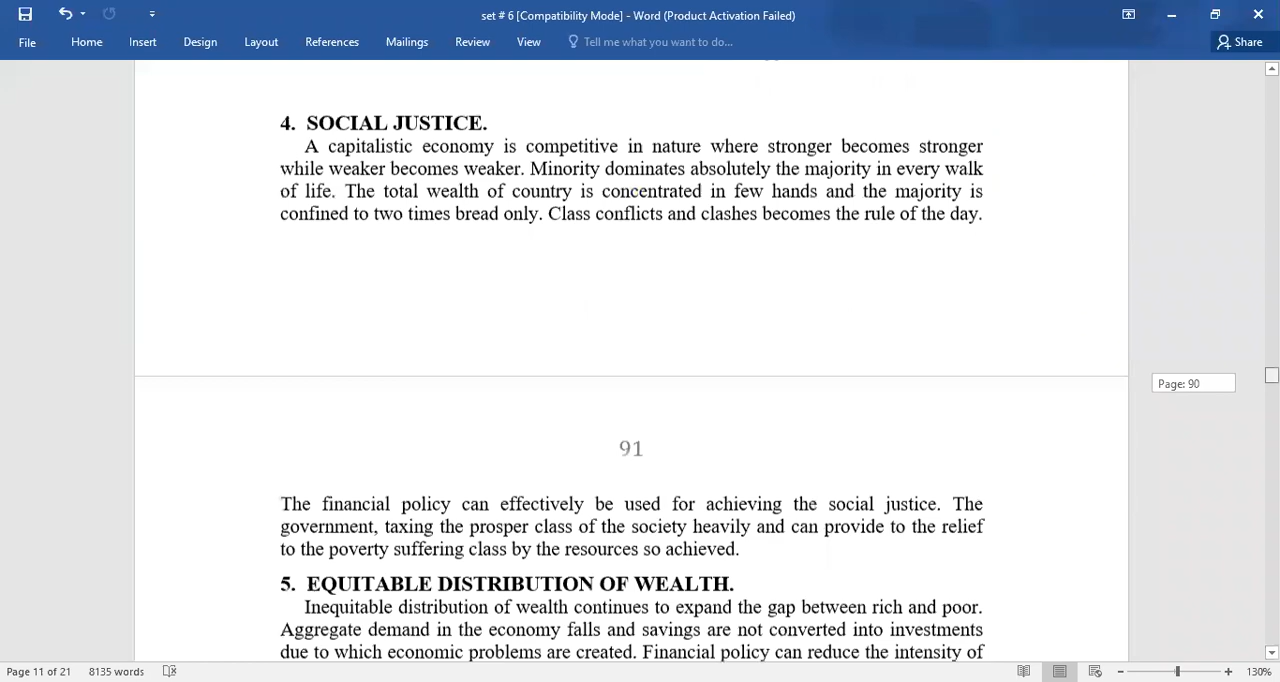 set # 6 [Compatibility Mode] - Word (Product Activation Failed)
File Home Insert Design Layout References Mailings Review View Tell me what you want to do... Share
4. SOCIAL JUSTICE.
A capitalistic economy is competitive in nature where stronger becomes stronger
while weaker becomes weaker. Minority dominates absolutely the majority in every walk
of life. The total wealth of country is concentrated in few hands and the majority is
confined to two times bread only. Class conflicts and clashes becomes the rule of the day.
Page: 90
91
The financial policy can effectively be used for achieving the social justice. The
government, taxing the prosper class of the society heavily and can provide to the relief
to the poverty suffering class by the resources so achieved.
5. EQUITABLE DISTRIBUTION OF WEALTH.
Inequitable distribution of wealth continues to expand the gap between rich and poor.
Aggregate demand in the economy falls and savings are not converted into investments
due to which economic problems are created. Financial policy can reduce the intensity of
Page 11 of 21 8135 words 130%